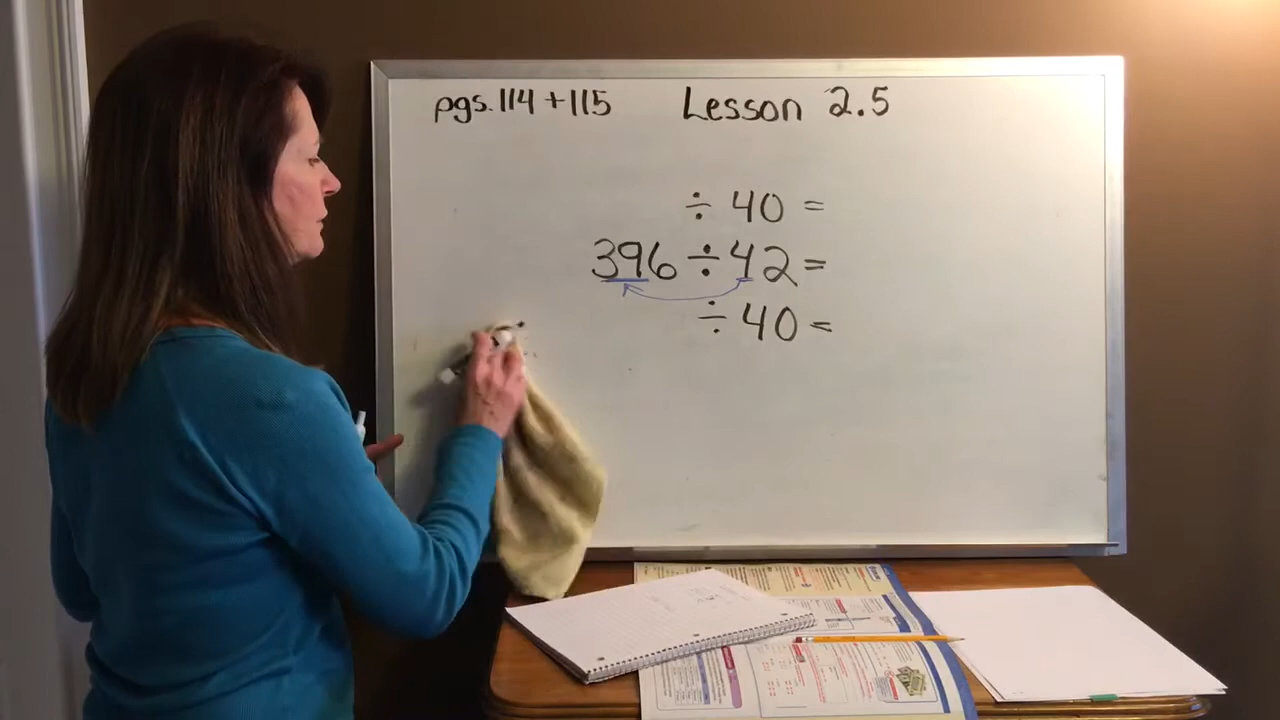 pgs. 114 + 115 Lesson 2.5
÷ 40 =
396 ÷ 42 =
÷ 40 =